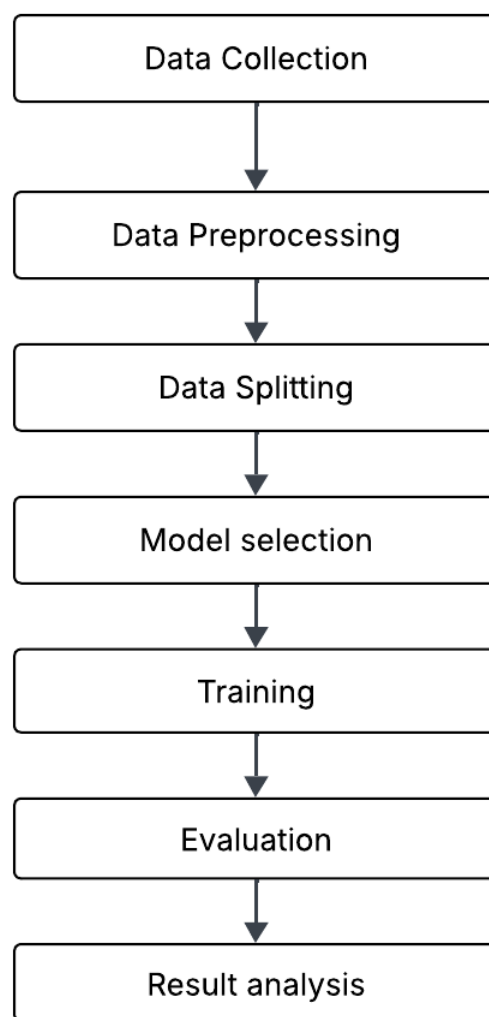 Data Collection
Data Preprocessing
Data Splitting
Model selection
Training
Evaluation
Result analysis